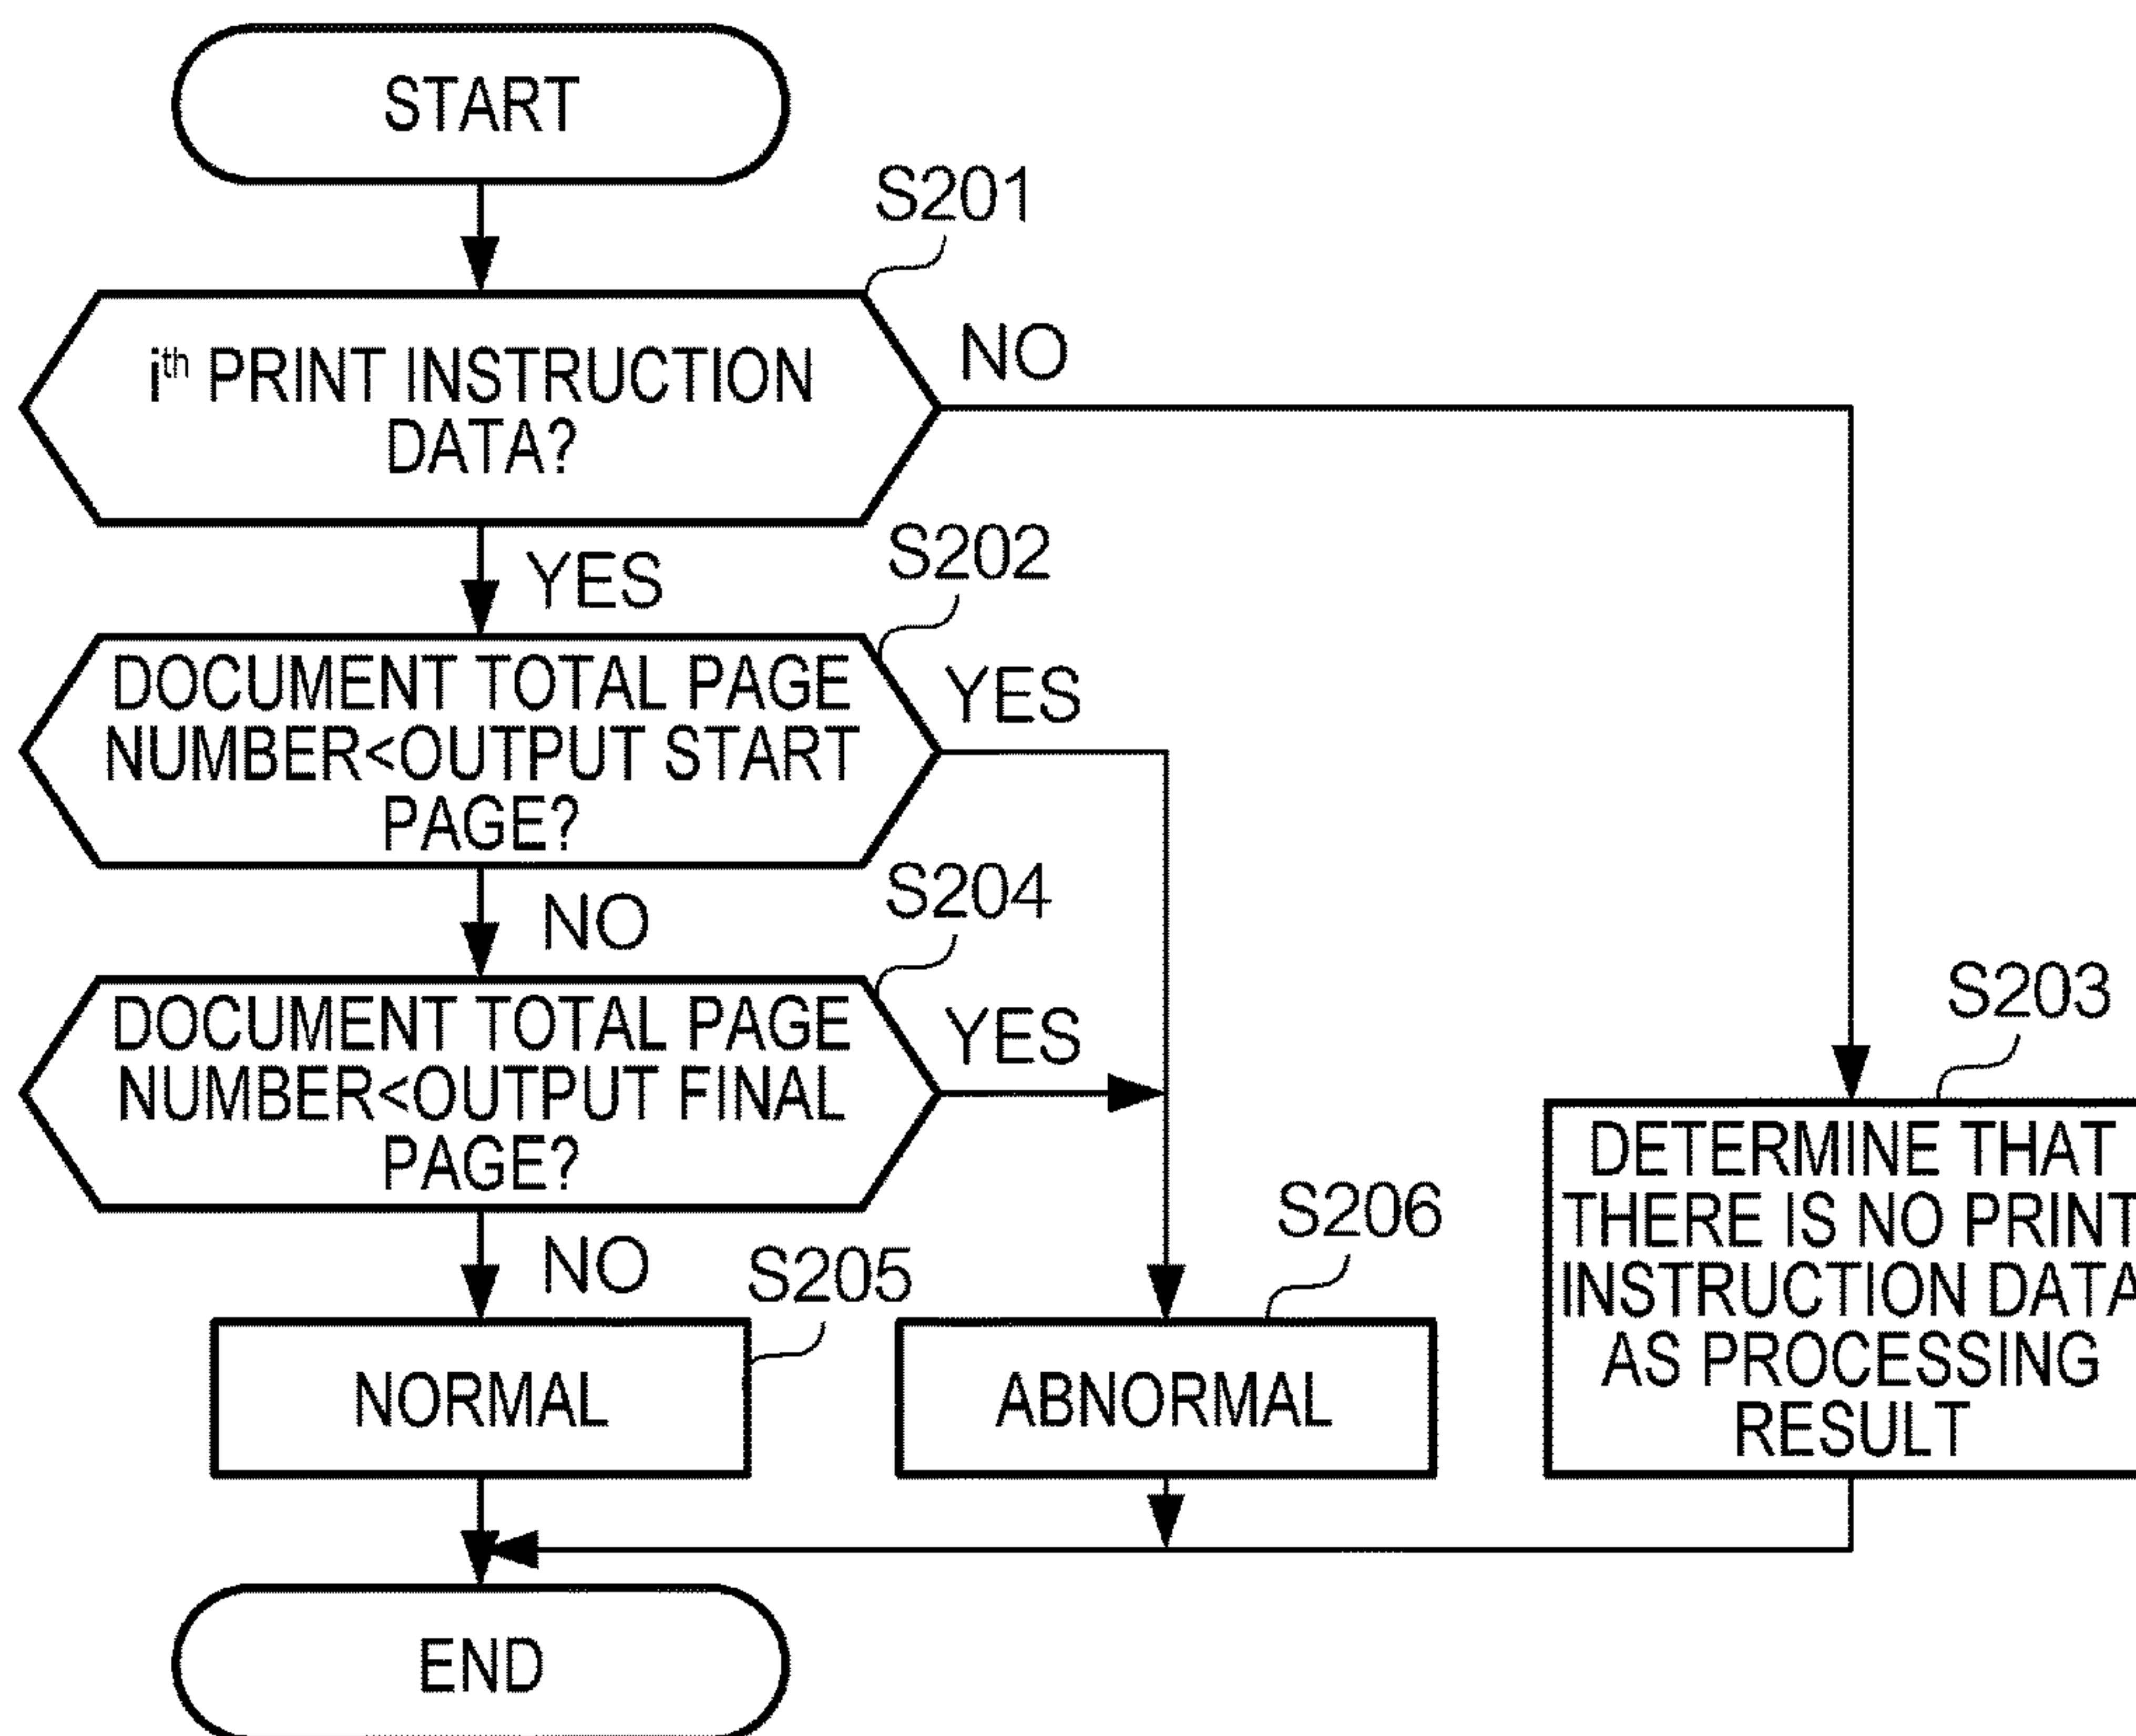 START
S201
ith PRINT INSTRUCTION
DATA?
NO
YES
S202
DOCUMENT TOTAL PAGE
NUMBER<OUTPUT START
PAGE?
YES
NO
S204
DOCUMENT TOTAL PAGE
NUMBER<OUTPUT FINAL
PAGE?
YES
NO
S203
DETERMINE THAT
THERE IS NO PRINT
INSTRUCTION DATA
AS PROCESSING
RESULT
S205
NORMAL
S206
ABNORMAL
END